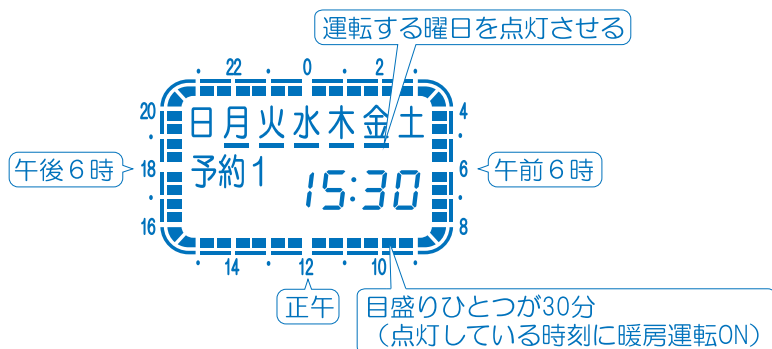 運転する曜日を点灯させる
22 ・ 0 ・ 2
20 4
日月火水木金土
午後６時 18 予約1 6 午前６時
15:30
16 8
14 ・ 12 ・ 10
正午
目盛りひとつが30分
（点灯している時刻に暖房運転ON）